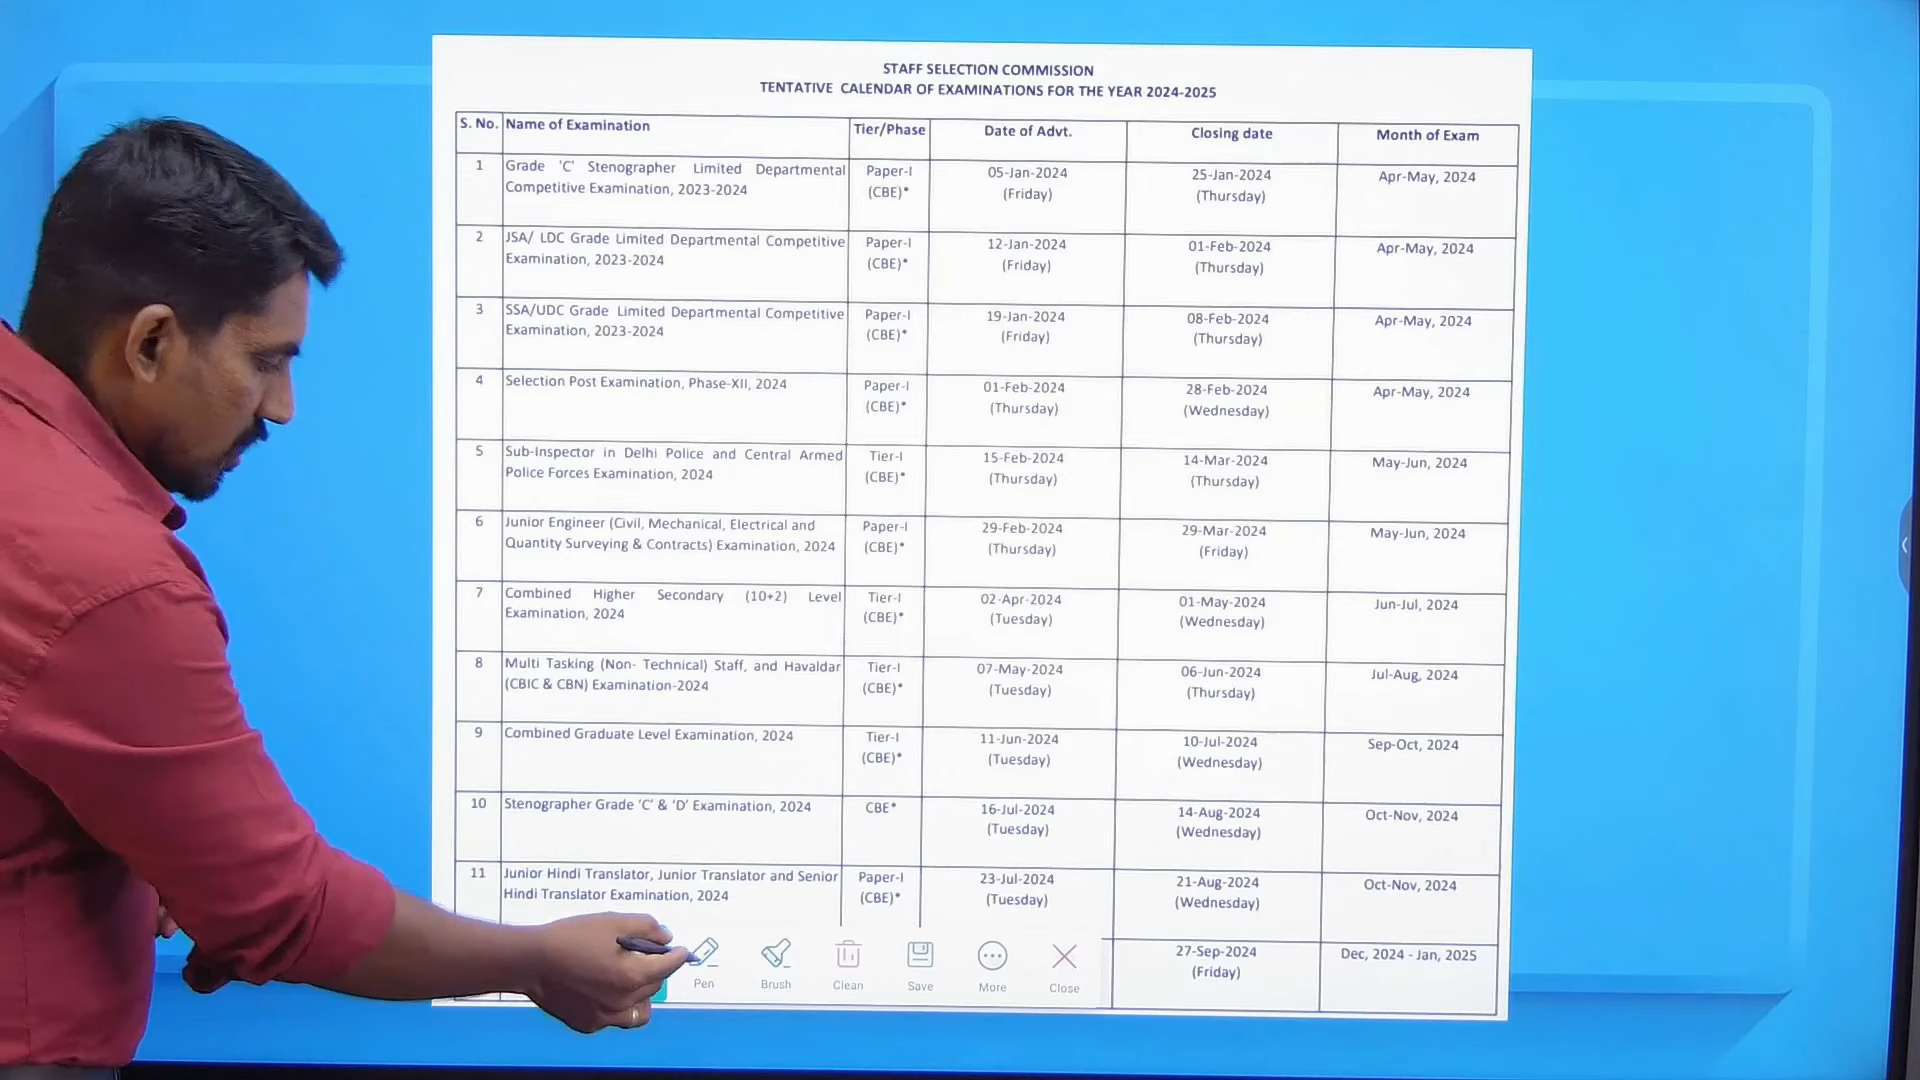 STAFF SELECTION COMMISSION
TENTATIVE CALENDAR OF EXAMINATIONS FOR THE YEAR 2024-2025
S. No. Name of Examination Tier/Phase Date of Advt. Closing date Month of Exam
1 Grade 'C' Stenographer Limited Departmental Paper-I 05-Jan-2024 25-Jan-2024 Apr-May, 2024
Competitive Examination, 2023-2024 (CBE)* (Friday) (Thursday)
2 JSA/ LDC Grade Limited Departmental Competitive Paper-I 12-Jan-2024 01-Feb-2024 Apr-May, 2024
Examination, 2023-2024 (CBE)* (Friday) (Thursday)
3 SSA/UDC Grade Limited Departmental Competitive Paper-I 19-Jan-2024 08-Feb-2024 Apr-May, 2024
Examination, 2023-2024 (CBE)* (Friday) (Thursday)
4 Selection Post Examination, Phase-XII, 2024 Paper-I 01-Feb-2024 28-Feb-2024 Apr-May, 2024
(CBE)* (Thursday) (Wednesday)
5 Sub-Inspector in Delhi Police and Central Armed Tier-I 15-Feb-2024 14-Mar-2024 May-Jun, 2024
Police Forces Examination, 2024 (CBE)* (Thursday) (Thursday)
6 Junior Engineer (Civil, Mechanical, Electrical and Paper-I 29-Feb-2024 29-Mar-2024 May-Jun, 2024
Quantity Surveying & Contracts) Examination, 2024 (CBE)* (Thursday) (Friday)
7 Combined Higher Secondary (10+2) Level Tier-I 02-Apr-2024 01-May-2024 Jun-Jul, 2024
Examination, 2024 (CBE)* (Tuesday) (Wednesday)
8 Multi Tasking (Non- Technical) Staff, and Havaldar Tier-I 07-May-2024 06-Jun-2024 Jul-Aug, 2024
(CBIC & CBN) Examination-2024 (CBE)* (Tuesday) (Thursday)
9 Combined Graduate Level Examination, 2024 Tier-I 11-Jun-2024 10-Jul-2024 Sep-Oct, 2024
(CBE)* (Tuesday) (Wednesday)
10 Stenographer Grade 'C' & 'D' Examination, 2024 CBE* 16-Jul-2024 14-Aug-2024 Oct-Nov, 2024
(Tuesday) (Wednesday)
11 Junior Hindi Translator, Junior Translator and Senior Paper-I 23-Jul-2024 21-Aug-2024 Oct-Nov, 2024
Hindi Translator Examination, 2024 (CBE)* (Tuesday) (Wednesday)
27-Sep-2024 Dec, 2024 - Jan, 2025
(Friday)
Pen Brush Clean Save More Close